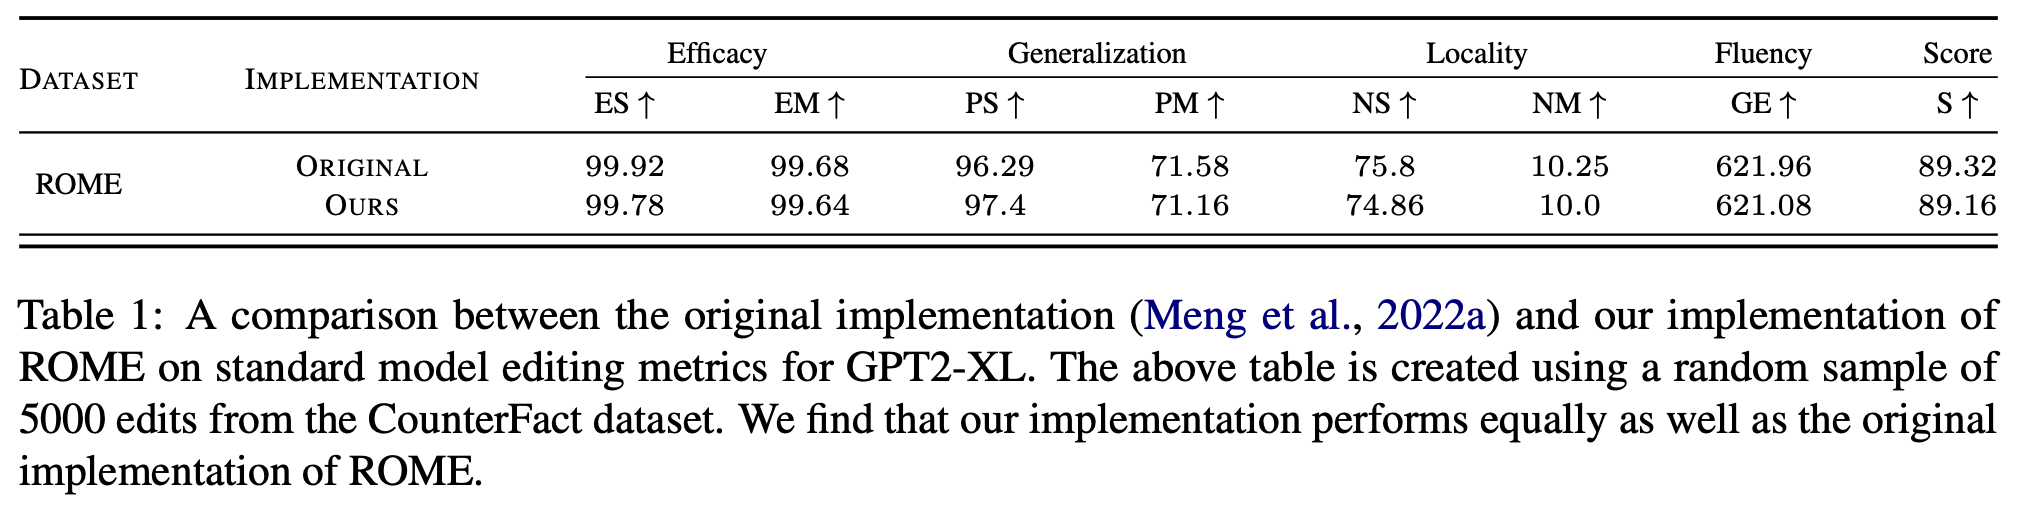 Efficacy Generalization Locality Fluency Score
DATASET IMPLEMENTATION
ES ↑ EM ↑ PS ↑ PM ↑ NS ↑ NM ↑ GE ↑ S ↑
ORIGINAL 99.92 99.68 96.29 71.58 75.8 10.25 621.96 89.32
ROME
OURS 99.78 99.64 97.4 71.16 74.86 10.0 621.08 89.16
Table 1: A comparison between the original implementation (Meng et al., 2022a) and our implementation of
ROME on standard model editing metrics for GPT2-XL. The above table is created using a random sample of
5000 edits from the CounterFact dataset. We find that our implementation performs equally as well as the original
implementation of ROME.